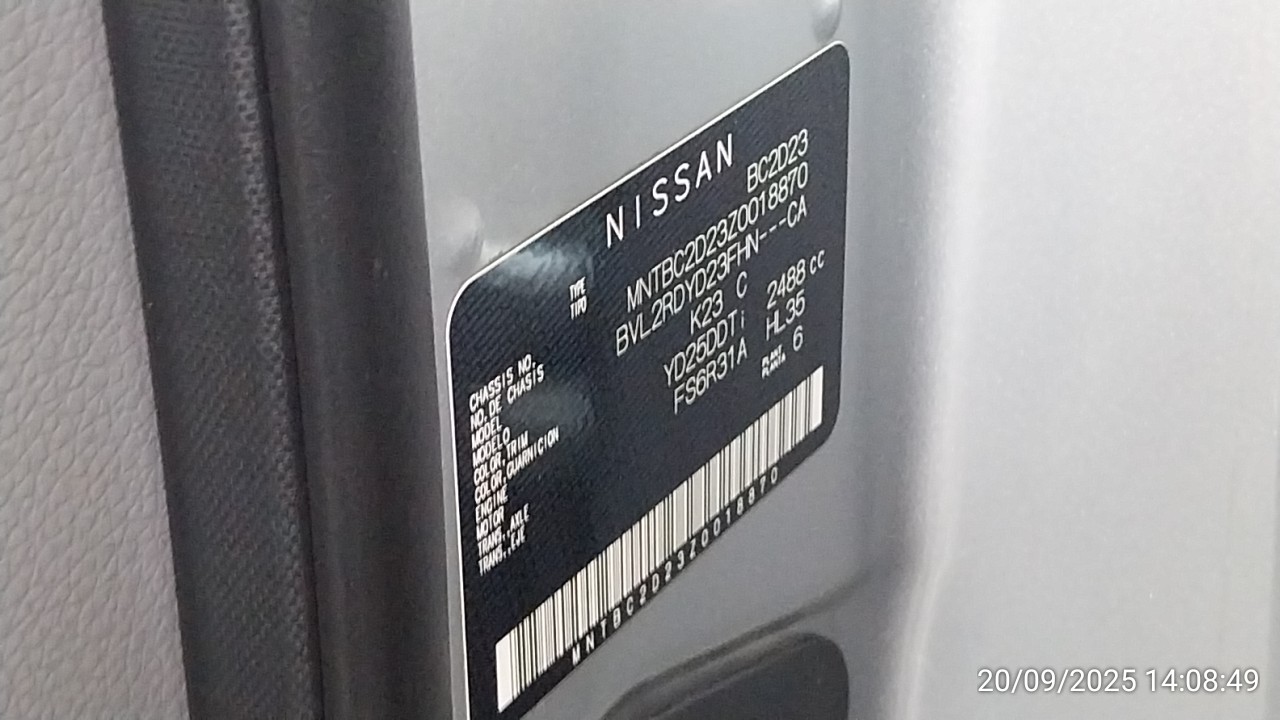 NISSAN
TYPE BC2D23
TIPO
CHASSIS NO. MNTBC2D23Z0018870
NO. DE CHASIS
MODEL BVL2RDYD23FHN---CA
MODELO
COLOR,TRIM K23 C
COLOR,GUARNICION
ENGINE YD25DDTi 2488 cc
MOTOR
TRANS.,AXLE FS6R31A HL35
TRANS.,EJE
PLANT 6
PLANTA
MNTBC2D23Z0018870
20/09/2025 14:08:49